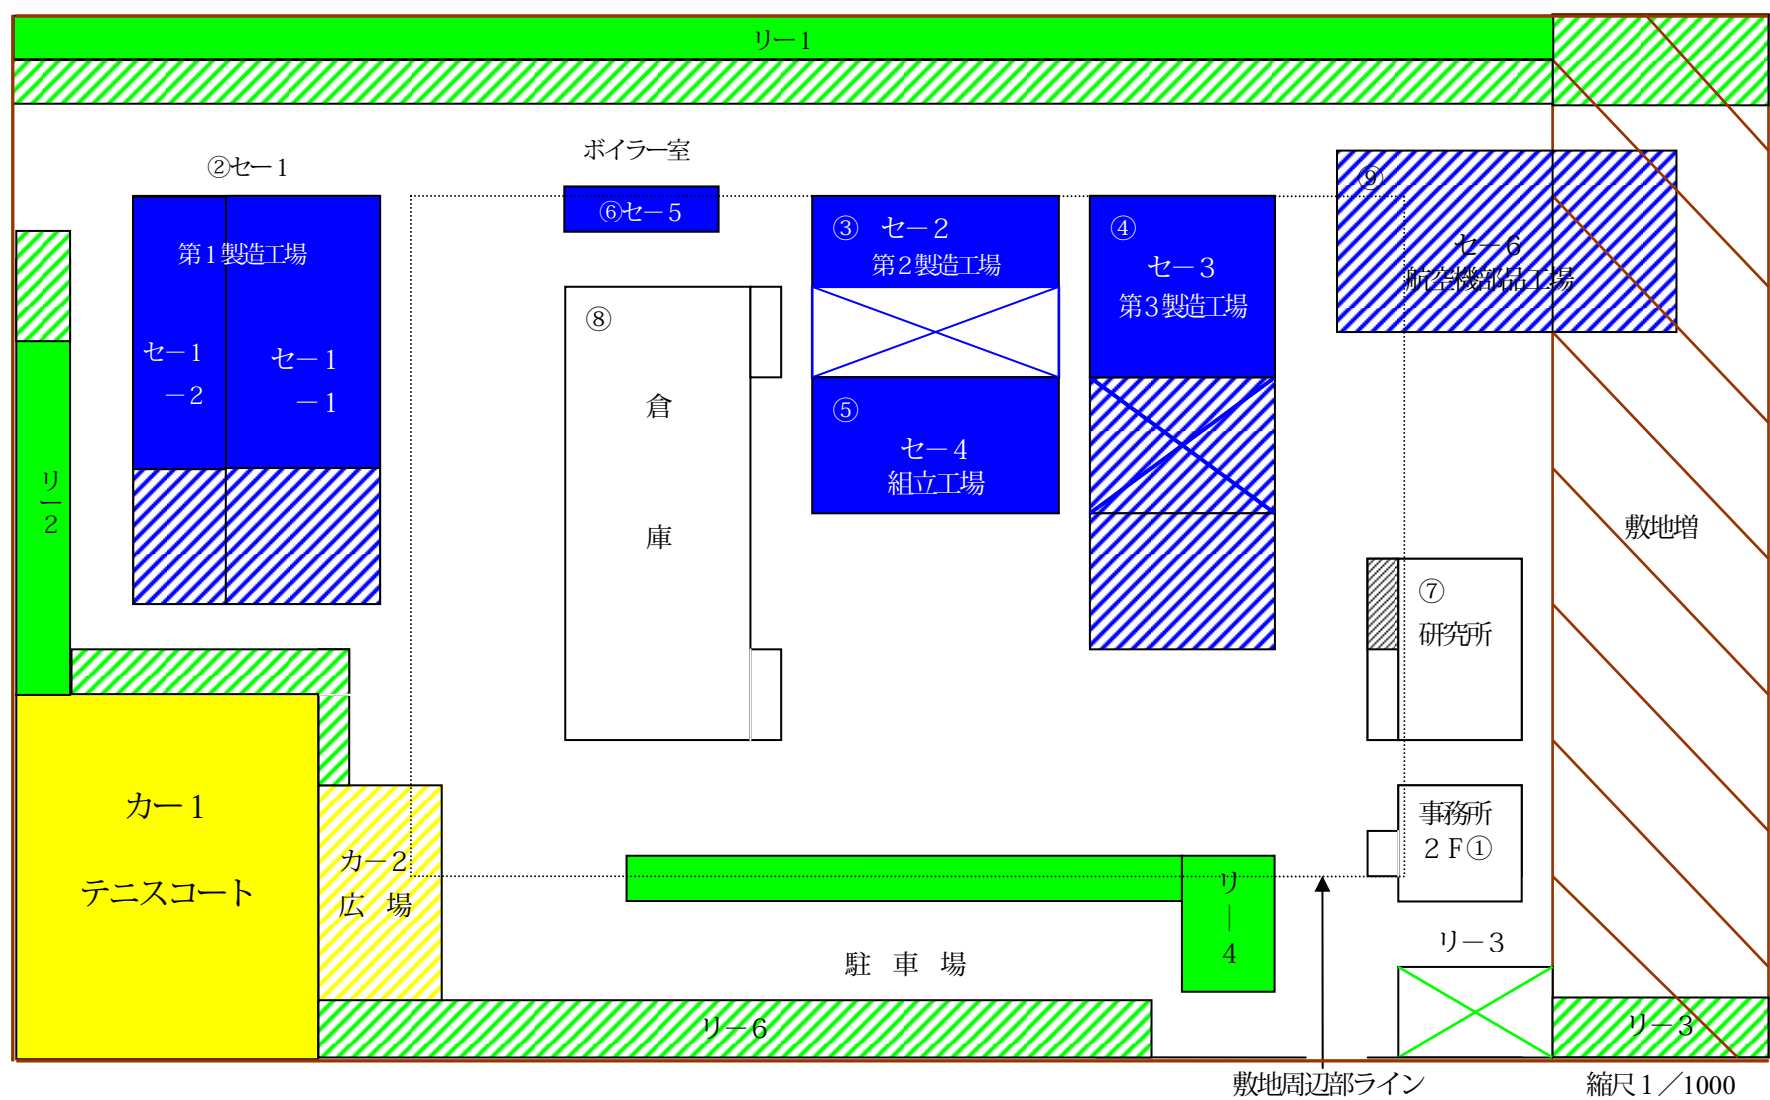 リー1
ボイラー室
②セー1
⑥セ－5
③ セ－2
第2製造工場
④
セ－3
第3製造工場
⑨
セ－6
航空機部品工場
第1製造工場
セ－1
－2
セ－1
－1
⑧
倉
庫
⑤
セ－4
組立工場
リ－2
敷地増
⑦
研究所
カー1
テニスコート
カ－2
広 場
事務所
2F①
リ－4
駐 車 場
リ－3
リ－6
リ－3
敷地周辺部ライン
縮尺1／1000